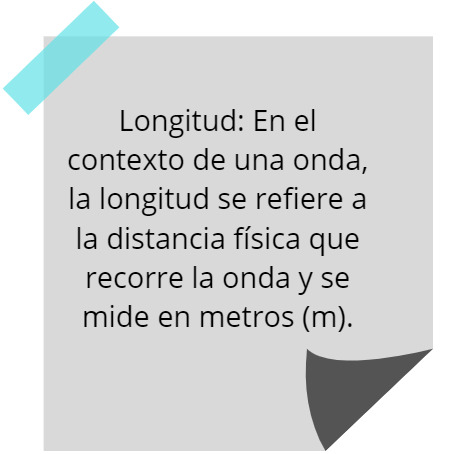 Longitud: En el
contexto de una onda,
la longitud se refiere a
la distancia física que
recorre la onda y se
mide en metros (m).